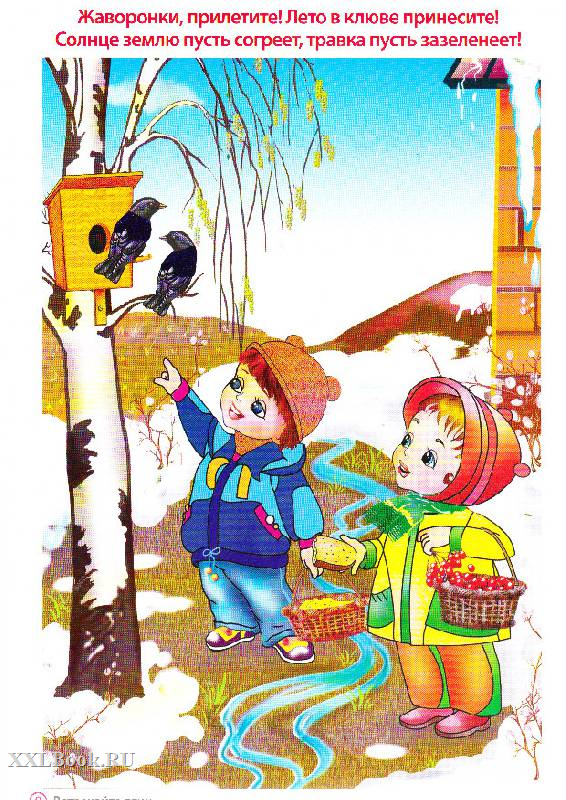 Жаворонки, прилетите! Лето в клюве принесите!
Солнце землю пусть согреет, травка пусть зазеленеет!
XXLBook.RU